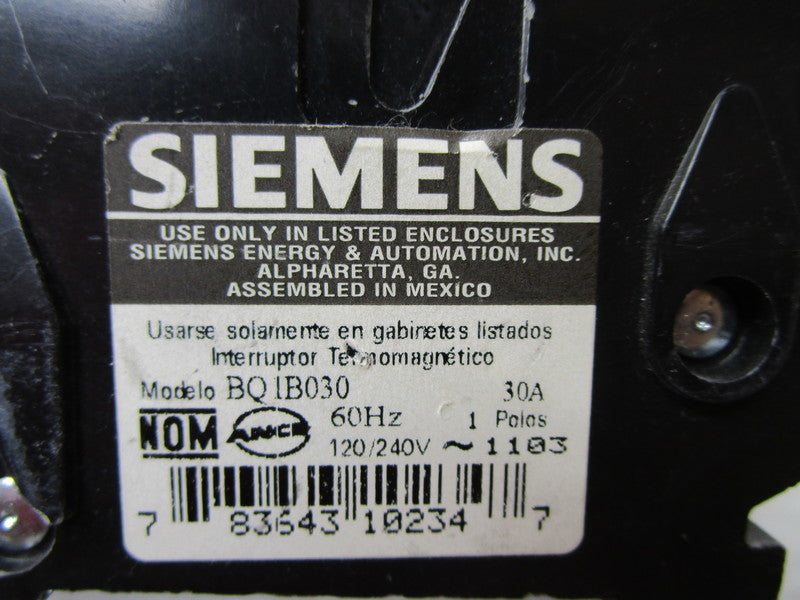 SIEMENS
USE ONLY IN LISTED ENCLOSURES
SIEMENS ENERGY & AUTOMATION, INC.
ALPHARETTA, GA.
ASSEMBLED IN MEXICO
Usarse solamente en gabinetes listados
Interruptor Termomagnético
Modelo BQ1B030 30A
NOM ANCE 60Hz 1 Polos
120/240V ~ 1103
7 83643 10234 7